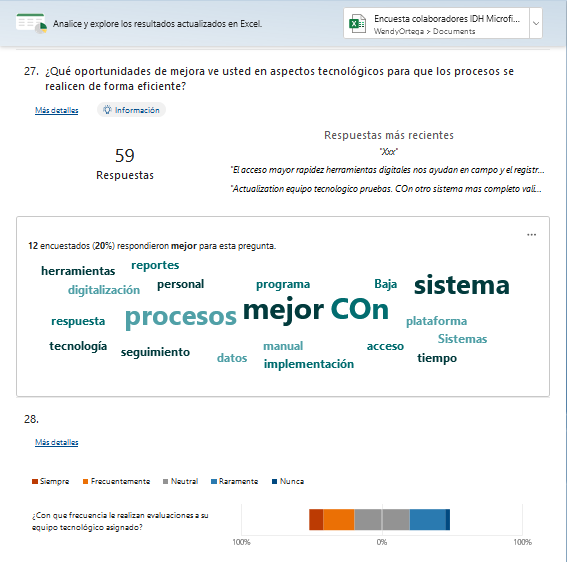 Analice y explore los resultados actualizados en Excel.
Encuesta colaboradores IDH Microfi...
WendyOrtega > Documents
27. ¿Qué oportunidades de mejora ve usted en aspectos tecnológicos para que los procesos se
realicen de forma eficiente?
Más detalles
Información
59
Respuestas
Respuestas más recientes
"Xxx"
"El acceso mayor rapidez herramientas digitales nos ayudan en campo y el registr...
"Actualization equipo tecnologico pruebas. COn otro sistema mas completo vali...
...
12 encuestados (20%) respondieron mejor para esta pregunta.
herramientas reportes
digitalización personal programa Baja sistema
respuesta procesos mejor COn plataforma
tecnología seguimiento datos manual acceso Sistemas
implementación tiempo
28.
Más detalles
Siempre Frecuentemente Neutral Raramente Nunca
¿Con que frecuencia le realizan evaluaciones a su
equipo tecnológico asignado?
100% 0% 100%